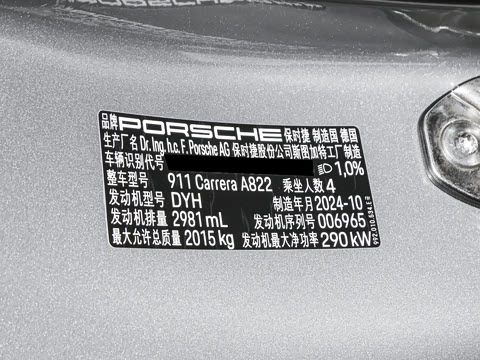 品牌 PORSCHE 保时捷 制造国 德国
生产厂名 Dr. Ing. h.c. F. Porsche AG 保时捷股份公司斯图加特工厂制造
车辆识别代号 1,0%
整车型号 911 Carrera A822 乘坐人数 4
发动机型号 DYH 制造年月 2024-10
发动机排量 2981 mL 发动机序列号 006965
最大允许总质量 2015 kg 发动机最大净功率 290 kW